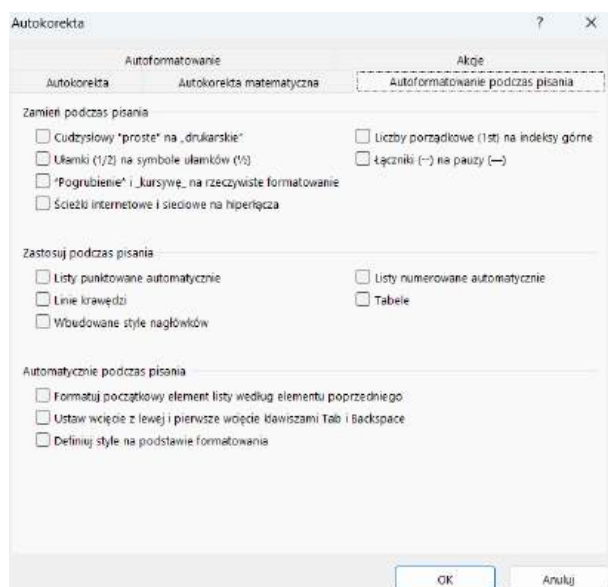 Autokorekta ? X
Autoformatowanie Akcje
Autokorekta Autokorekta matematyczna Autoformatowanie podczas pisania
Zamień podczas pisania
Cudzysłowy "proste" na „drukarskie” Liczby porządkowe (1st) na indeksy górne
Ułamki (1/2) na symbole ułamków (½) Łączniki (--) na pauzy (—)
*Pogrubienie* i _kursywę_ na rzeczywiste formatowanie
Ścieżki internetowe i sieciowe na hiperłącza
Zastosuj podczas pisania
Listy punktowane automatycznie Listy numerowane automatycznie
Linie krawędzi Tabele
Wbudowane style nagłówków
Automatycznie podczas pisania
Formatuj początkowy element listy według elementu poprzedniego
Ustaw wcięcie z lewej i pierwsze wcięcie klawiszami Tab i Backspace
Definiuj style na podstawie formatowania
OK Anuluj